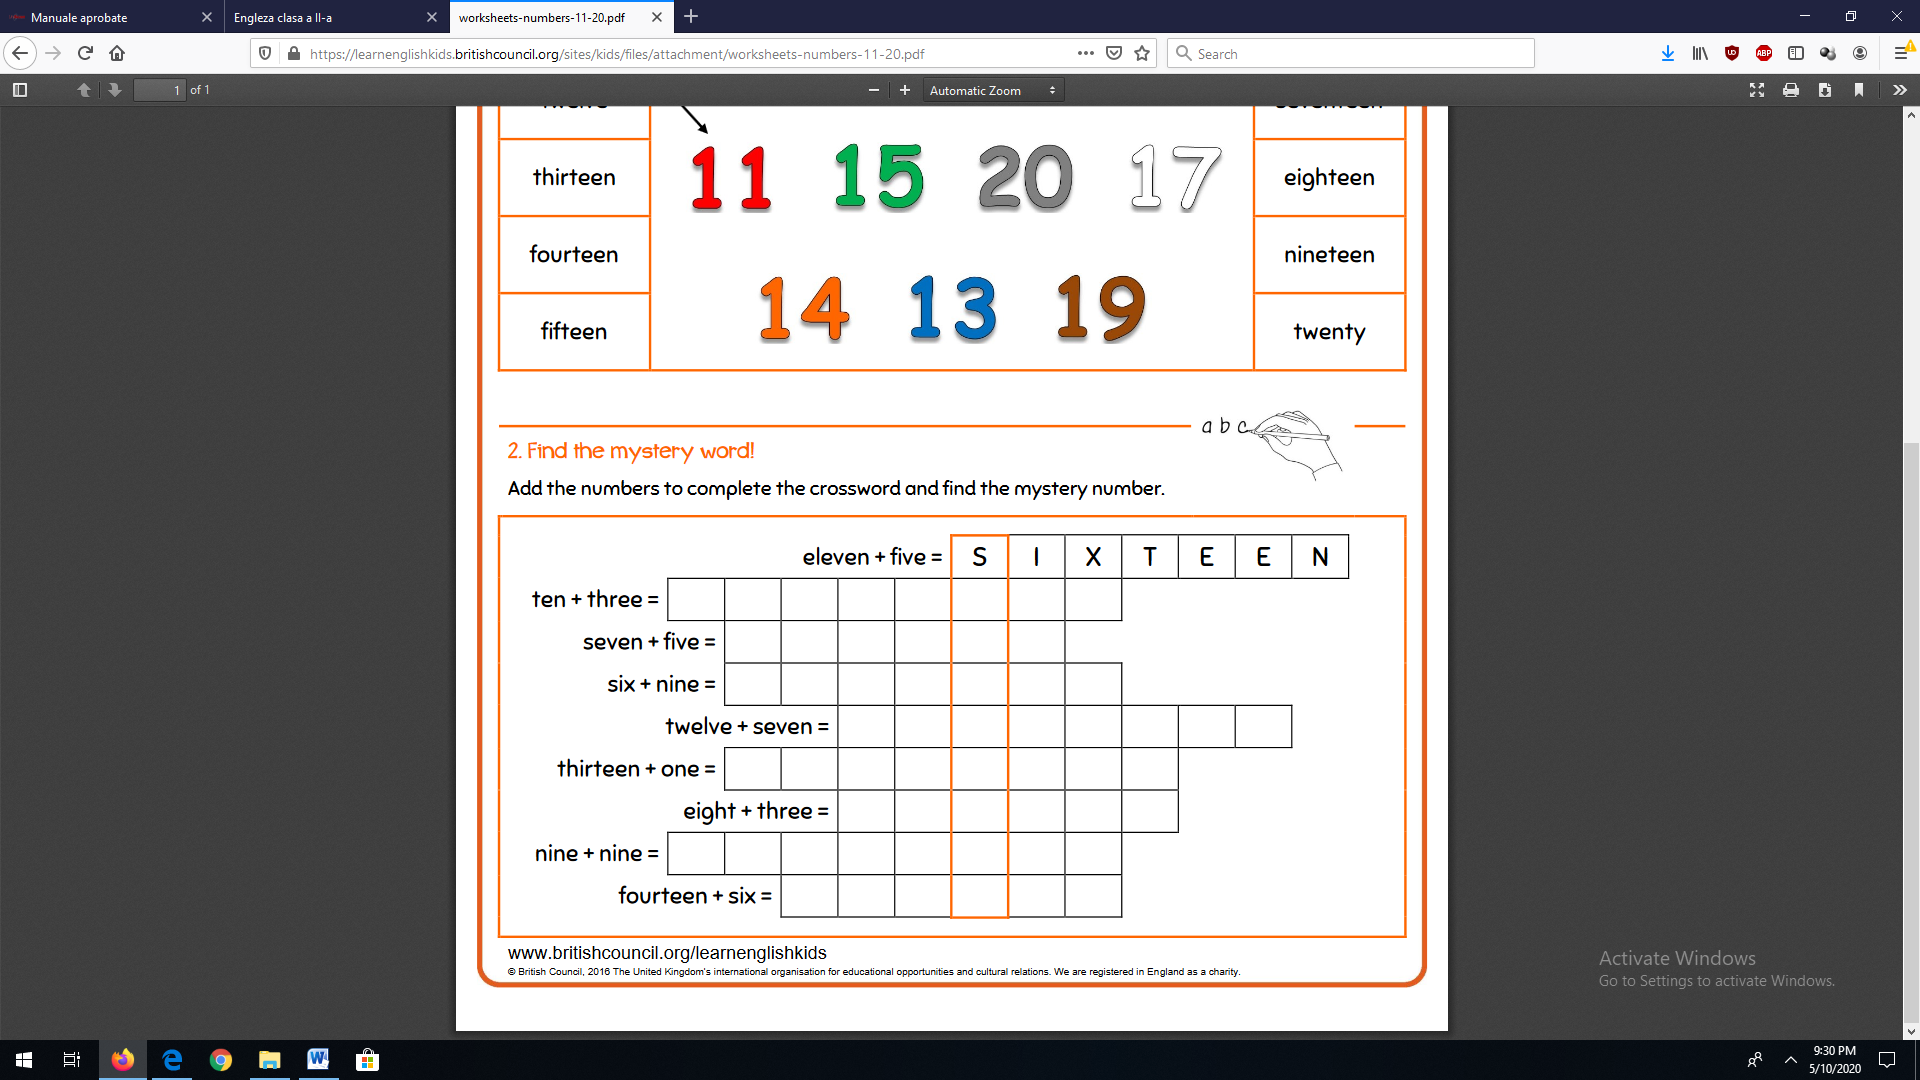 Manuale aprobate
Engleza clasa a II-a
worksheets-numbers-11-20.pdf
https://learnenglishkids.britishcouncil.org/sites/kids/files/attachment/worksheets-numbers-11-20.pdf
Search
1 of 1
Automatic Zoom
thirteen
11 15 20 17
eighteen
fourteen
nineteen
14 13 19
fifteen
twenty
a b c
2. Find the mystery word!
Add the numbers to complete the crossword and find the mystery number.
eleven + five = S I X T E E N
ten + three =
seven + five =
six + nine =
twelve + seven =
thirteen + one =
eight + three =
nine + nine =
fourteen + six =
www.britishcouncil.org/learnenglishkids
© British Council, 2016 The United Kingdom's international organisation for educational opportunities and cultural relations. We are registered in England as a charity.
Activate Windows
Go to Settings to activate Windows.
9:30 PM
5/10/2020